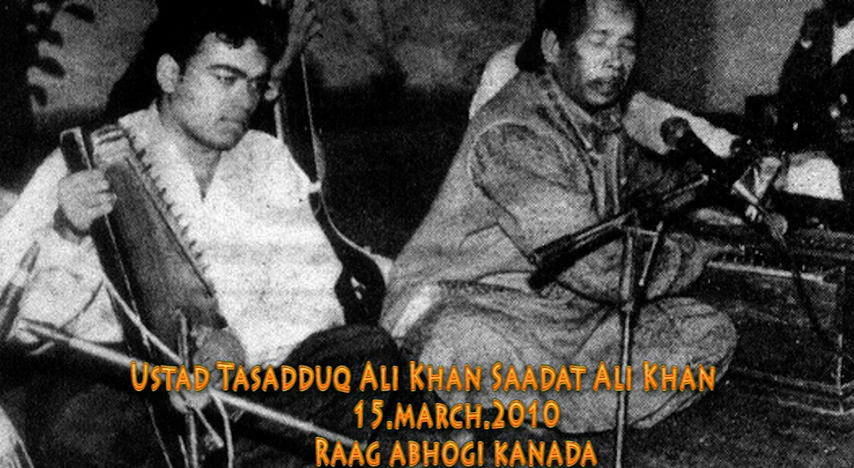 Ustad Tasadduq Ali Khan Saadat Ali Khan
15.march.2010
Raag abhogi kanada